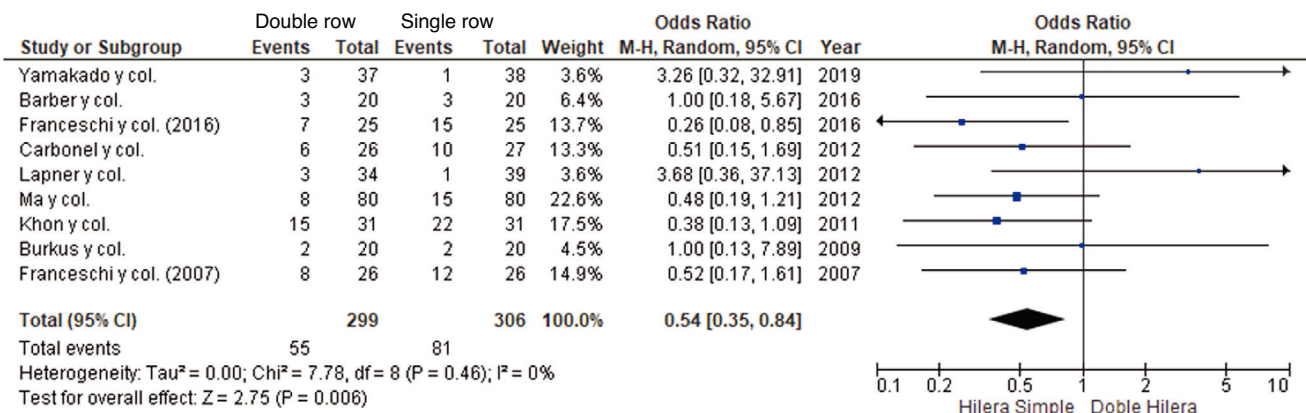 Double row Single row Odds Ratio Odds Ratio
Study or Subgroup Events Total Events Total Weight M-H, Random, 95% CI Year M-H, Random, 95% CI
Yamakado y col. 3 37 1 38 3.6% 3.26 [0.32, 32.91] 2019
Barber y col. 3 20 3 20 6.4% 1.00 [0.18, 5.67] 2016
Franceschi y col. (2016) 7 25 15 25 13.7% 0.26 [0.08, 0.85] 2016
Carbonel y col. 6 26 10 27 13.3% 0.51 [0.15, 1.69] 2012
Lapner y col. 3 34 1 39 3.6% 3.68 [0.36, 37.13] 2012
Ma y col. 8 80 15 80 22.6% 0.48 [0.19, 1.21] 2012
Khon y col. 15 31 22 31 17.5% 0.38 [0.13, 1.09] 2011
Burkus y col. 2 20 2 20 4.5% 1.00 [0.13, 7.89] 2009
Franceschi y col. (2007) 8 26 12 26 14.9% 0.52 [0.17, 1.61] 2007
Total (95% CI) 299 306 100.0% 0.54 [0.35, 0.84]
Total events 55 81
Heterogeneity: Tau² = 0.00; Chi² = 7.78, df = 8 (P = 0.46); I² = 0%
Test for overall effect: Z = 2.75 (P = 0.006)
0.1 0.2 0.5 1 2 5 10
Hilera Simple Doble Hilera